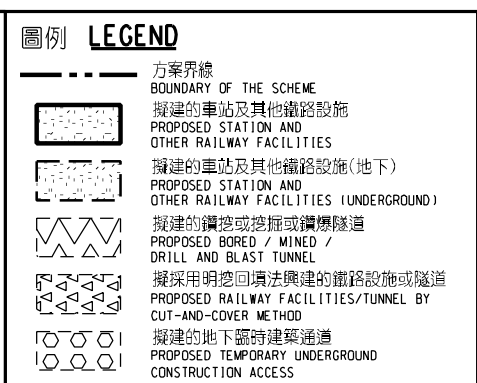 圖例 LEGEND
方案界線
BOUNDARY OF THE SCHEME
擬建的車站及其他鐵路設施
PROPOSED STATION AND
OTHER RAILWAY FACILITIES
擬建的車站及其他鐵路設施(地下)
PROPOSED STATION AND
OTHER RAILWAY FACILITIES (UNDERGROUND)
擬建的鑽挖或挖掘或鑽爆隧道
PROPOSED BORED / MINED /
DRILL AND BLAST TUNNEL
擬採用明挖回填法興建的鐵路設施或隧道
PROPOSED RAILWAY FACILITIES/TUNNEL BY
CUT-AND-COVER METHOD
擬建的地下臨時建築通道
PROPOSED TEMPORARY UNDERGROUND
CONSTRUCTION ACCESS